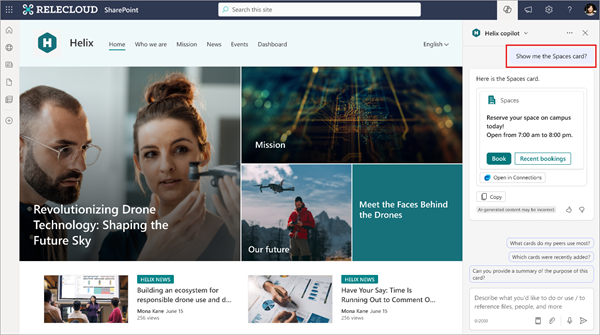 RELECLOUD SharePoint
Search this site
Helix
Home Who we are Mission News Events Dashboard
English
Revolutionizing Drone
Technology: Shaping the
Future Sky
Mission
Our future
Meet the Faces Behind
the Drones
HELIX NEWS
Building an ecosystem for
responsible drone use and d...
Mona Kane June 15
256 views
HELIX NEWS
Have Your Say: Time Is
Running Out to Comment O...
Mona Kane June 15
256 views
Helix copilot
Show me the Spaces card?
Here is the Spaces card.
Spaces
Reserve your space on campus
today!
Open from 7:00 am to 8:00 pm.
Book Recent bookings
Open in Connections
Copy
AI-generated content may be incorrect
What cards do my peers use most?
Which cards were recently added?
Can you provide a summary of the purpose of this
card?
Describe what you'd like to do or use / to
reference files, people, and more
0/2000